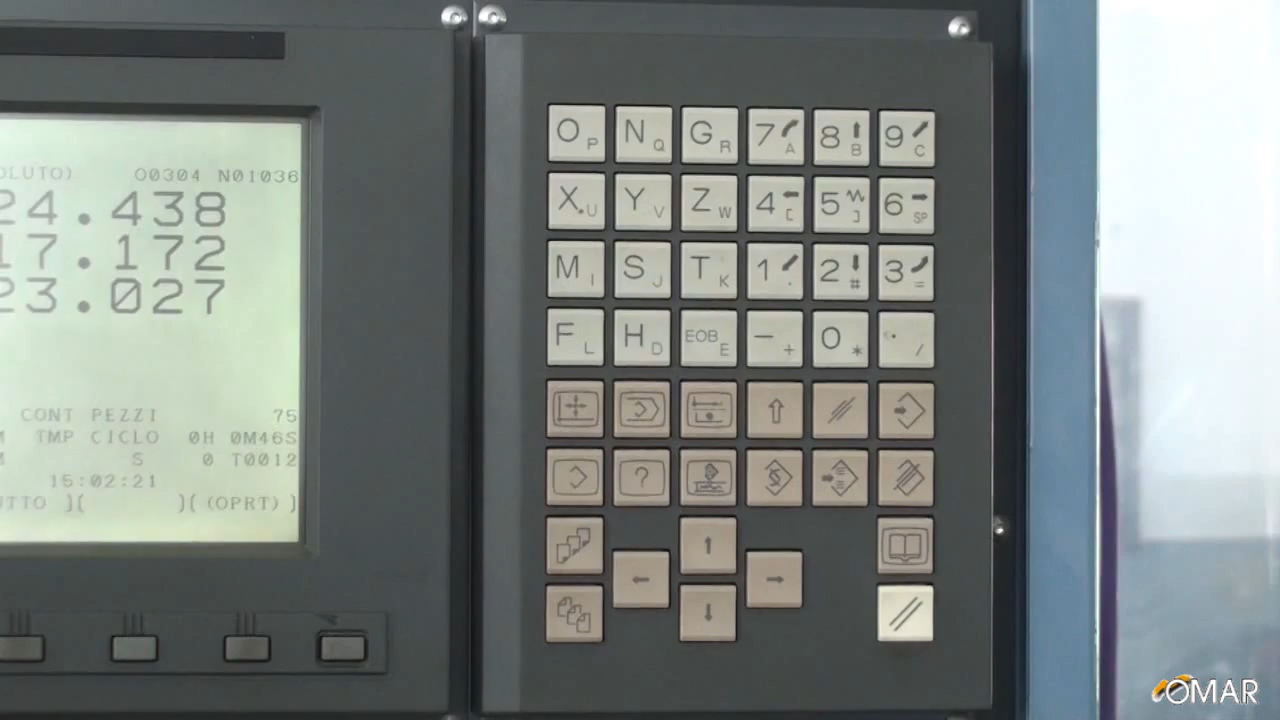 OLUTO) O0304 N01036
24.438
17.172
23.027
CONT PEZZI 75
M TMP CICLO 0H 0M46S
M S 0 T0012
15:02:21
UTTO ][ ][ (OPRT) ]
O P N Q G R 7 A 8 B 9 C
X U Y V Z W 4 [ 5 ] 6 SP
M I S J T K 1 , 2 # 3 =
F L H D EOB E - + 0 * . /
?
OMAR